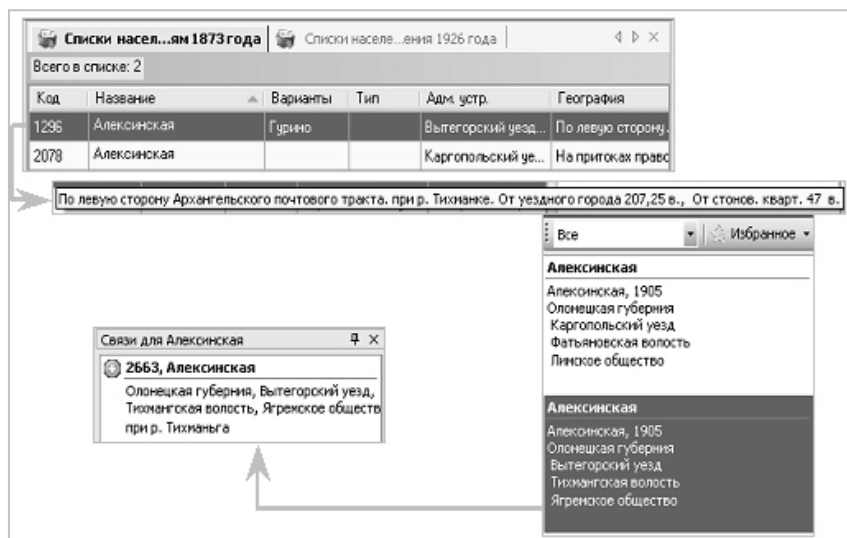 Списки насел...ям 1873 года Списки населе...ения 1926 года
Всего в списке: 2
Код Название Варианты Тип Адм. устр. География
1296 Алексинская Гурино Вытегорский уезд... По левую сторону.
2078 Алексинская Каргопольский уе... На притоках правс
По левую сторону Архангельского почтового тракта. при р. Тихманке. От уездного города 207,25 в., От стонов. кварт. 47 в.
Все Избранное
Алексинская
Алексинская, 1905
Олонецкая губерния
Каргопольский уезд
Фатьяновская волость
Лимское общество
Связи для Алексинская
2663, Алексинская
Олонецкая губерния, Вытегорский уезд,
Тихмангская волость, Ягремское обществ
при р. Тихманьга
Алексинская
Алексинская, 1905
Олонецкая губерния
Вытегорский уезд
Тихмангская волость
Ягремское общество